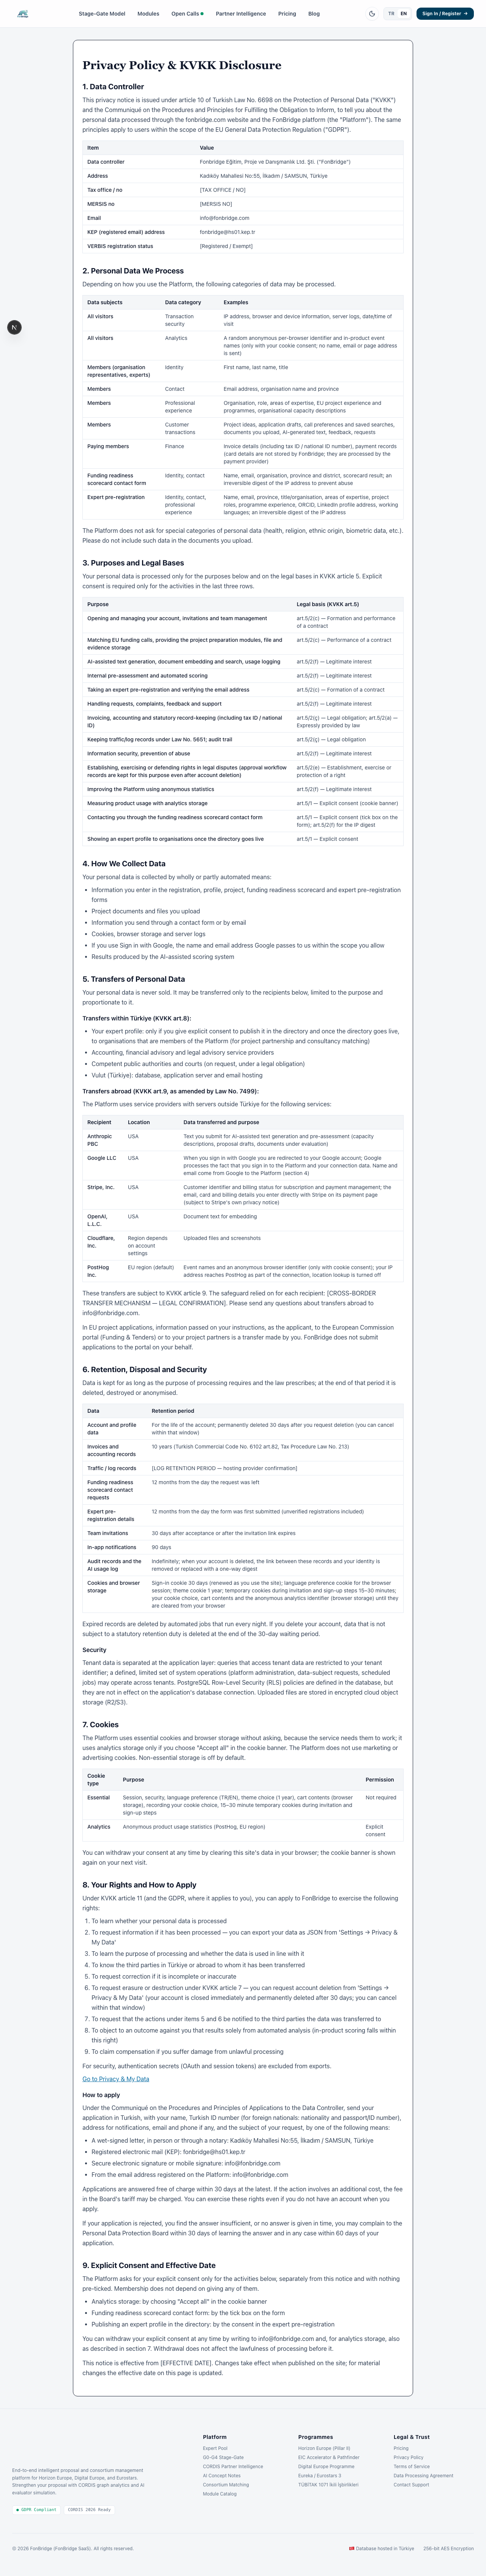 Stage-Gate Model Modules Open Calls Partner Intelligence Pricing Blog TR EN Sign in / Register →
Privacy Policy & KVKK Disclosure
1. Data Controller
This privacy notice is issued under article 10 of Turkish Law No. 6698 on the Protection of Personal Data ("KVKK")
and the Communiqué on the Procedures and Principles for Fulfilling the Obligation to Inform, to tell you about the
personal data processed through the fonbridge.com website and the FonBridge platform (the "Platform"). The same
principles apply to users within the scope of the EU General Data Protection Regulation ("GDPR").
Item Value
Data controller Fonbridge Eğitim, Proje ve Danışmanlık Ltd. Şti. ("FonBridge")
Address Kadıköy Mahallesi No:55, İlkadım / SAMSUN, Türkiye
Tax office / no [TAX OFFICE / NO]
MERSIS no [MERSIS NO]
Email info@fonbridge.com
KEP (registered email) address fonbridge@hs01.kep.tr
VERBIS registration status [Registered / Exempt]
2. Personal Data We Process
Depending on how you use the Platform, the following categories of data may be processed.
Data subjects Data category Examples
All visitors Transaction security IP address, browser and device information, server logs, date/time of visit
All visitors Analytics A random anonymous per-browser identifier and in-product event names (only with your cookie consent; no name, email or page address is sent)
Members (organisation representatives, experts) Identity First name, last name, title
Members Contact Email address, organisation name and province
Members Professional experience Organisation, role, areas of expertise, EU project experience and programmes, organisational capacity descriptions
Members Customer transactions Project ideas, application drafts, call preferences and saved searches, documents you upload, AI-generated text, feedback, requests
Paying members Finance Invoice details (including tax ID / national ID number), payment records (card details are not stored by FonBridge; they are processed by the payment provider)
Funding readiness scorecard contact form Identity, contact Name, email, organisation, province and district, scorecard result; an irreversible digest of the IP address to prevent abuse
Expert pre-registration Identity, contact, professional experience Name, email, province, title/organisation, areas of expertise, project roles, programme experience, ORCID, LinkedIn profile address, working languages; an irreversible digest of the IP address
The Platform does not ask for special categories of personal data (health, religion, ethnic origin, biometric data, etc.).
Please do not include such data in the documents you upload.
3. Purposes and Legal Bases
Your personal data is processed only for the purposes below and on the legal bases in KVKK article 5. Explicit
consent is required only for the activities in the last three rows.
Purpose Legal basis (KVKK art.5)
Opening and managing your account, invitations and team management art.5/2(c) — Formation and performance of a contract
Matching EU funding calls, providing the project preparation modules, file and evidence storage art.5/2(c) — Performance of a contract
AI-assisted text generation, document embedding and search, usage logging art.5/2(f) — Legitimate interest
Internal pre-assessment and automated scoring art.5/2(f) — Legitimate interest
Taking an expert pre-registration and verifying the email address art.5/2(c) — Formation of a contract
Handling requests, complaints, feedback and support art.5/2(f) — Legitimate interest
Invoicing, accounting and statutory record-keeping (including tax ID / national ID) art.5/2(ç) — Legal obligation; art.5/2(a) — Expressly provided by law
Keeping traffic/log records under Law No. 5651; audit trail art.5/2(ç) — Legal obligation
Information security, prevention of abuse art.5/2(f) — Legitimate interest
Establishing, exercising or defending rights in legal disputes (approval workflow records are kept for this purpose even after account deletion) art.5/2(e) — Establishment, exercise or protection of a right
Improving the Platform using anonymous statistics art.5/2(f) — Legitimate interest
Measuring product usage with analytics storage art.5/1 — Explicit consent (cookie banner)
Contacting you through the funding readiness scorecard contact form art.5/1 — Explicit consent (tick box on the form); art.5/2(f) for the IP digest
Showing an expert profile to organisations once the directory goes live art.5/1 — Explicit consent
4. How We Collect Data
Your personal data is collected by wholly or partly automated means:
• Information you enter in the registration, profile, project, funding readiness scorecard and expert pre-registration
forms
• Project documents and files you upload
• Information you send through a contact form or by email
• Cookies, browser storage and server logs
• If you use Sign in with Google, the name and email address Google passes to us within the scope you allow
• Results produced by the AI-assisted scoring system
5. Transfers of Personal Data
Your personal data is never sold. It may be transferred only to the recipients below, limited to the purpose and
proportionate to it.
Transfers within Türkiye (KVKK art.8):
• Your expert profile: only if you give explicit consent to publish it in the directory and once the directory goes live,
to organisations that are members of the Platform (for project partnership and consultancy matching)
• Accounting, financial advisory and legal advisory service providers
• Competent public authorities and courts (on request, under a legal obligation)
• Vulut (Türkiye): database, application server and email hosting
Transfers abroad (KVKK art.9, as amended by Law No. 7499):
The Platform uses service providers with servers outside Türkiye for the following services:
Recipient Location Data transferred and purpose
Anthropic PBC USA Text you submit for AI-assisted text generation and pre-assessment (capacity descriptions, proposal drafts, documents under evaluation)
Google LLC USA When you sign in with Google you are redirected to your Google account; Google processes the fact that you sign in to the Platform and your connection data. Name and email come from Google to the Platform (section 4)
Stripe, Inc. USA Customer identifier and billing status for subscription and payment management; the email, card and billing details you enter directly with Stripe on its payment page (subject to Stripe's own privacy notice)
OpenAI, L.L.C. USA Document text for embedding
Cloudflare, Inc. Region depends on account settings Uploaded files and screenshots
PostHog Inc. EU region (default) Event names and an anonymous browser identifier (only with cookie consent); your IP address reaches PostHog as part of the connection, location lookup is turned off
These transfers are subject to KVKK article 9. The safeguard relied on for each recipient: [CROSS-BORDER
TRANSFER MECHANISM — LEGAL CONFIRMATION]. Please send any questions about transfers abroad to
info@fonbridge.com.
In EU project applications, information passed on your instructions, as the applicant, to the European Commission
portal (Funding & Tenders) or to your project partners is a transfer made by you. FonBridge does not submit
applications to the portal on your behalf.
6. Retention, Disposal and Security
Data is kept for as long as the purpose of processing requires and the law prescribes; at the end of that period it is
deleted, destroyed or anonymised.
Data Retention period
Account and profile data For the life of the account; permanently deleted 30 days after you request deletion (you can cancel within that window)
Invoices and accounting records 10 years (Turkish Commercial Code No. 6102 art.82, Tax Procedure Law No. 213)
Traffic / log records [LOG RETENTION PERIOD — hosting provider confirmation]
Funding readiness scorecard contact requests 12 months from the day the request was left
Expert pre-registration details 12 months from the day the form was first submitted (unverified registrations included)
Team invitations 30 days after acceptance or after the invitation link expires
In-app notifications 90 days
Audit records and the AI usage log Indefinitely; when your account is deleted, the link between these records and your identity is removed or replaced with a one-way digest
Cookies and browser storage Sign-in cookie 30 days (renewed as you use the site); language preference cookie for the browser session; theme cookie 1 year; temporary cookies during invitation and sign-up steps 15–30 minutes; your cookie choice, cart contents and the anonymous analytics identifier (browser storage) until they are cleared from your browser
Expired records are deleted by automated jobs that run every night. If you delete your account, data that is not
subject to a statutory retention duty is deleted at the end of the 30-day waiting period.
Security
Tenant data is separated at the application layer: queries that access tenant data are restricted to your tenant
identifier; a defined, limited set of system operations (platform administration, data-subject requests, scheduled
jobs) may operate across tenants. PostgreSQL Row-Level Security (RLS) policies are defined in the database, but
they are not in effect on the application's database connection. Uploaded files are stored in encrypted cloud object
storage (R2/S3).
7. Cookies
The Platform uses essential cookies and browser storage without asking, because the service needs them to work; it
uses analytics storage only if you choose "Accept all" in the cookie banner. The Platform does not use marketing or
advertising cookies. Non-essential storage is off by default.
Cookie type Purpose Permission
Essential Session, security, language preference (TR/EN), theme choice (1 year), cart contents (browser storage), recording your cookie choice, 15–30 minute temporary cookies during invitation and sign-up steps Not required
Analytics Anonymous product usage statistics (PostHog, EU region) Explicit consent
You can withdraw your consent at any time by clearing this site's data in your browser; the cookie banner is shown
again on your next visit.
8. Your Rights and How to Apply
Under KVKK article 11 (and the GDPR, where it applies to you), you can apply to FonBridge to exercise the following
rights:
1. To learn whether your personal data is processed
2. To request information if it has been processed — you can export your data as JSON from 'Settings → Privacy &
My Data'
3. To learn the purpose of processing and whether the data is used in line with it
4. To know the third parties in Türkiye or abroad to whom it has been transferred
5. To request correction if it is incomplete or inaccurate
6. To request erasure or destruction under KVKK article 7 — you can request account deletion from 'Settings →
Privacy & My Data' (your account is closed immediately and permanently deleted after 30 days; you can cancel
within that window)
7. To request that the actions under items 5 and 6 be notified to the third parties the data was transferred to
8. To object to an outcome against you that results solely from automated analysis (in-product scoring falls within
this right)
9. To claim compensation if you suffer damage from unlawful processing
For security, authentication secrets (OAuth and session tokens) are excluded from exports.
Go to Privacy & My Data
How to apply
Under the Communiqué on the Procedures and Principles of Applications to the Data Controller, send your
application in Turkish, with your name, Turkish ID number (for foreign nationals: nationality and passport/ID number),
address for notifications, email and phone if any, and the subject of your request, by one of the following means:
• A wet-signed letter, in person or through a notary: Kadıköy Mahallesi No:55, İlkadım / SAMSUN, Türkiye
• Registered electronic mail (KEP): fonbridge@hs01.kep.tr
• Secure electronic signature or mobile signature: info@fonbridge.com
• From the email address registered on the Platform: info@fonbridge.com
Applications are answered free of charge within 30 days at the latest. If the action involves an additional cost, the fee
in the Board's tariff may be charged. You can exercise these rights even if you do not have an account when you
apply.
If your application is rejected, you find the answer insufficient, or no answer is given in time, you may complain to the
Personal Data Protection Board within 30 days of learning the answer and in any case within 60 days of your
application.
9. Explicit Consent and Effective Date
The Platform asks for your explicit consent only for the activities below, separately from this notice and with nothing
pre-ticked. Membership does not depend on giving any of them.
• Analytics storage: by choosing "Accept all" in the cookie banner
• Funding readiness scorecard contact form: by the tick box on the form
• Publishing an expert profile in the directory: by the consent in the expert pre-registration
You can withdraw your explicit consent at any time by writing to info@fonbridge.com and, for analytics storage, also
as described in section 7. Withdrawal does not affect the lawfulness of processing before it.
This notice is effective from [EFFECTIVE DATE]. Changes take effect when published on the site; for material
changes the effective date on this page is updated.
Platform Programmes Legal & Trust
Expert Pool Horizon Europe (Pillar II) Pricing
G0-G4 Stage-Gate EIC Accelerator & Pathfinder Privacy Policy
CORDIS Partner Intelligence Digital Europe Programme Terms of Service
AI Concept Notes Eureka / Eurostars 3 Data Processing Agreement
Consortium Matching TÜBİTAK 1071 İkili İşbirlikleri Contact Support
Module Catalog
End-to-end intelligent proposal and consortium management
platform for Horizon Europe, Digital Europe, and Eurostars.
Strengthen your proposal with CORDIS graph analytics and AI
evaluator simulation.
GDPR Compliant CORDIS 2026 Ready
© 2026 FonBridge (FonBridge SaaS). All rights reserved. Database hosted in Türkiye 256-bit AES Encryption